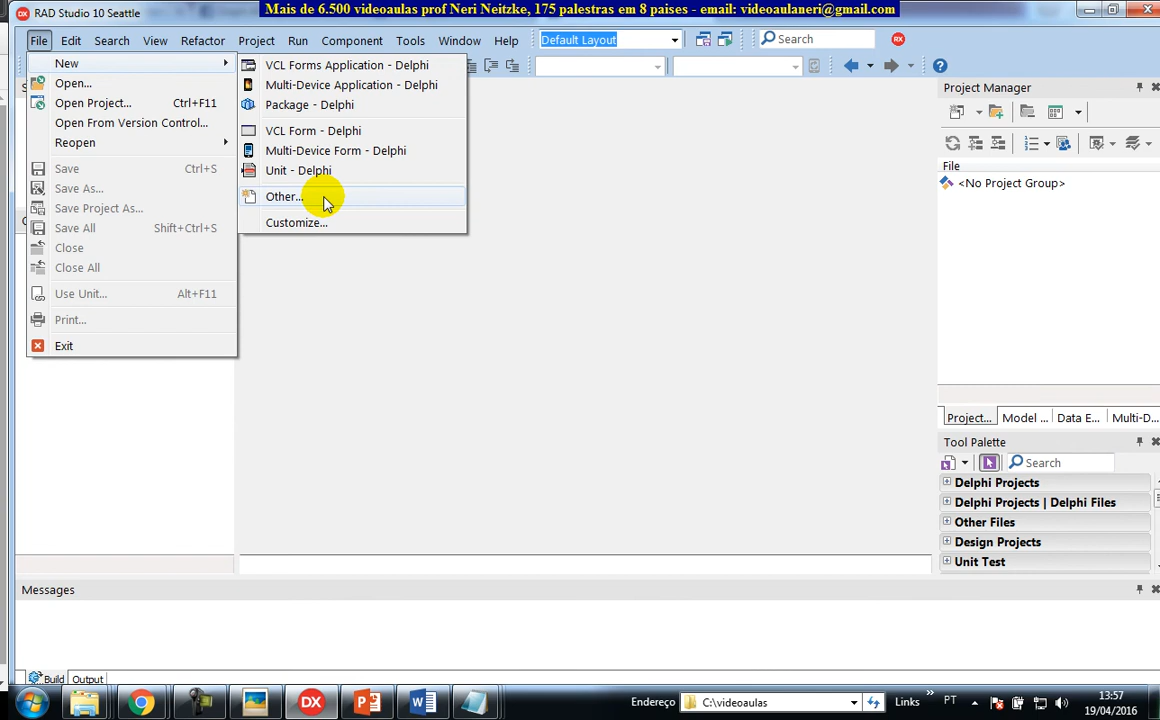 RAD Studio 10 Seattle
Mais de 6.500 videoaulas prof Neri Neitzke, 175 palestras em 8 paises - email: videoaulaneri@gmail.com
File Edit Search View Refactor Project Run Component Tools Window Help Default Layout Search
New
Open...
Open Project... Ctrl+F11
Open From Version Control...
Reopen
Save Ctrl+S
Save As...
Save Project As...
Save All Shift+Ctrl+S
Close
Close All
Use Unit... Alt+F11
Print...
Exit
VCL Forms Application - Delphi
Multi-Device Application - Delphi
Package - Delphi
VCL Form - Delphi
Multi-Device Form - Delphi
Unit - Delphi
Other...
Customize...
Project Manager
File
<No Project Group>
Project... Model ... Data E... Multi-D...
Tool Palette
Search
Delphi Projects
Delphi Projects | Delphi Files
Other Files
Design Projects
Unit Test
Messages
Build Output
Endereço C:\videoaulas Links PT 13:57
19/04/2016